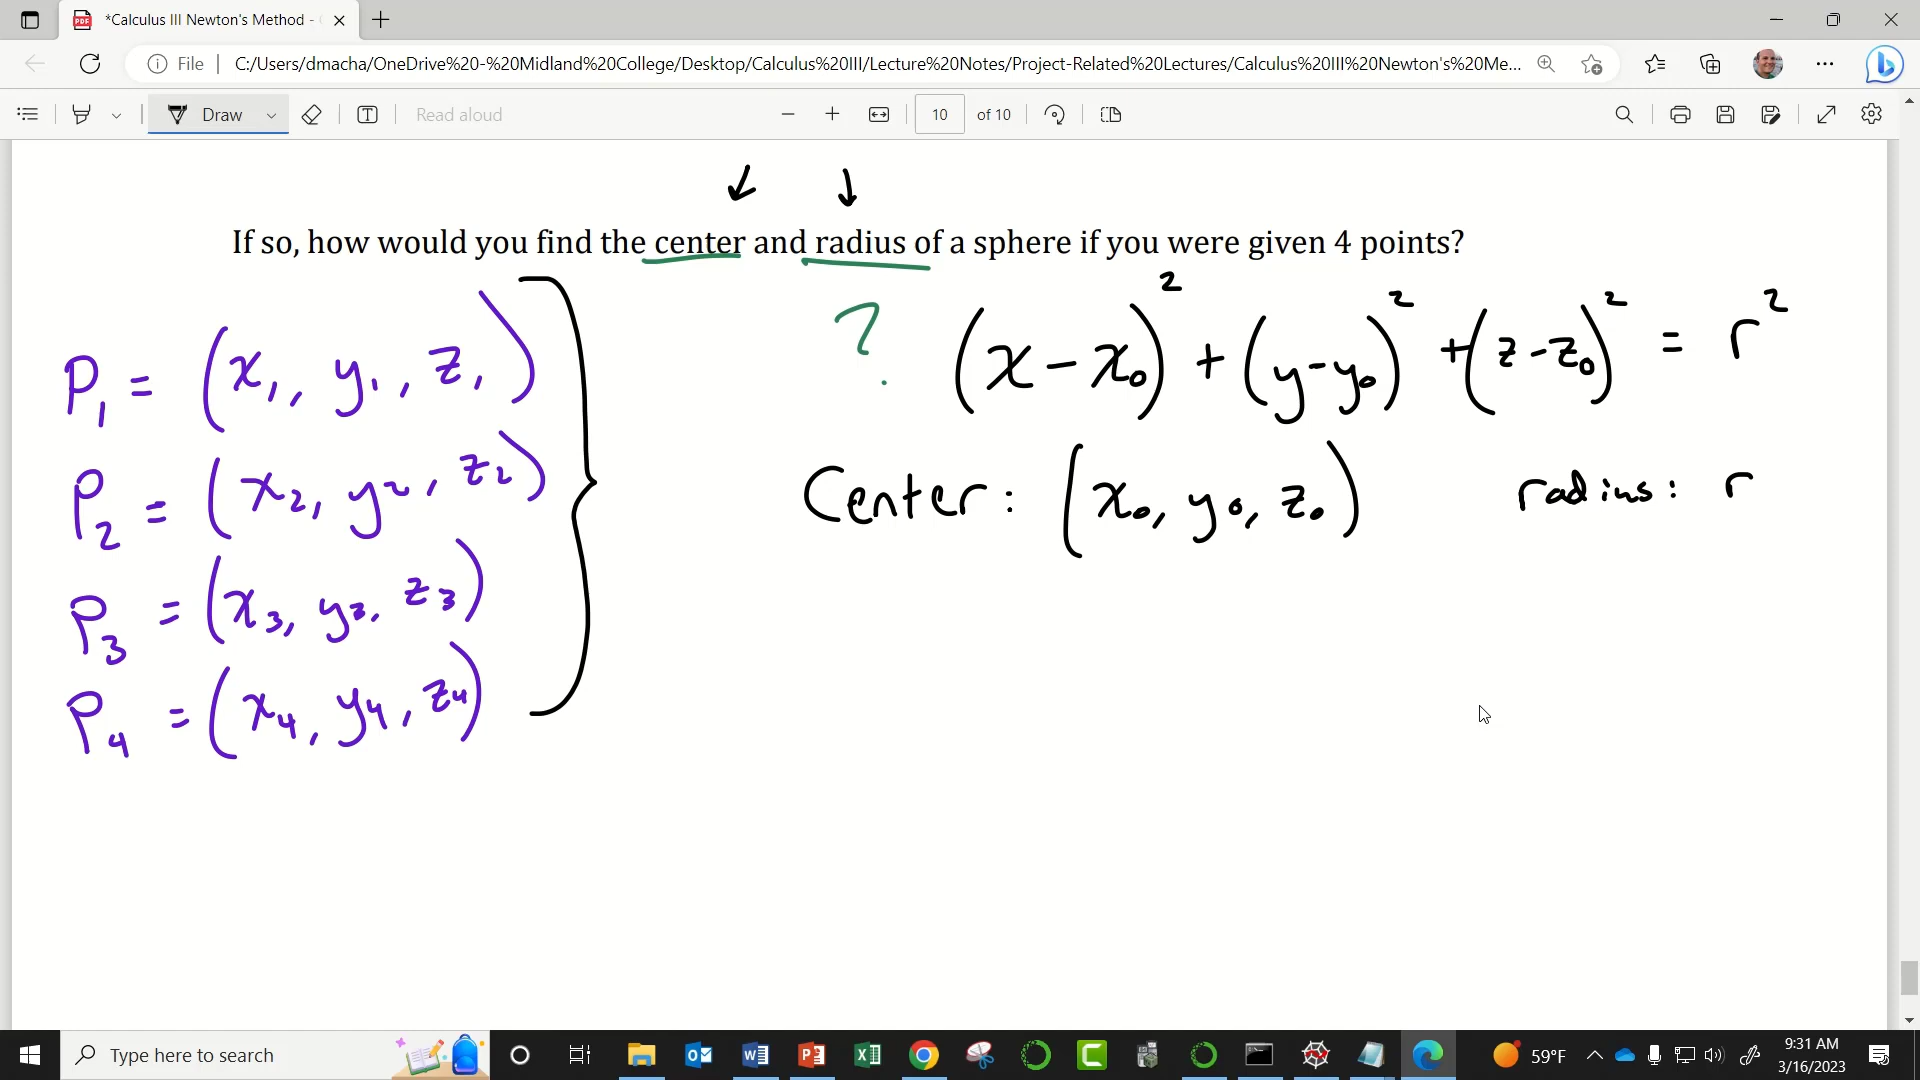 *Calculus III Newton's Method -
File
C:/Users/dmacha/OneDrive%20-%20Midland%20College/Desktop/Calculus%20III/Lecture%20Notes/Project-Related%20Lectures/Calculus%20III%20Newton's%20Me...
Draw
Read aloud
10 of 10
If so, how would you find the center and radius of a sphere if you were given 4 points?
? (x - x₀)² + (y - y₀)² + (z - z₀)² = r²
P₁ = (x₁, y₁, z₁)
Center: (x₀, y₀, z₀) radius: r
P₂ = (x₂, y₂, z₂)
P₃ = (x₃, y₃, z₃)
P₄ = (x₄, y₄, z₄)
Type here to search
59°F
9:31 AM
3/16/2023